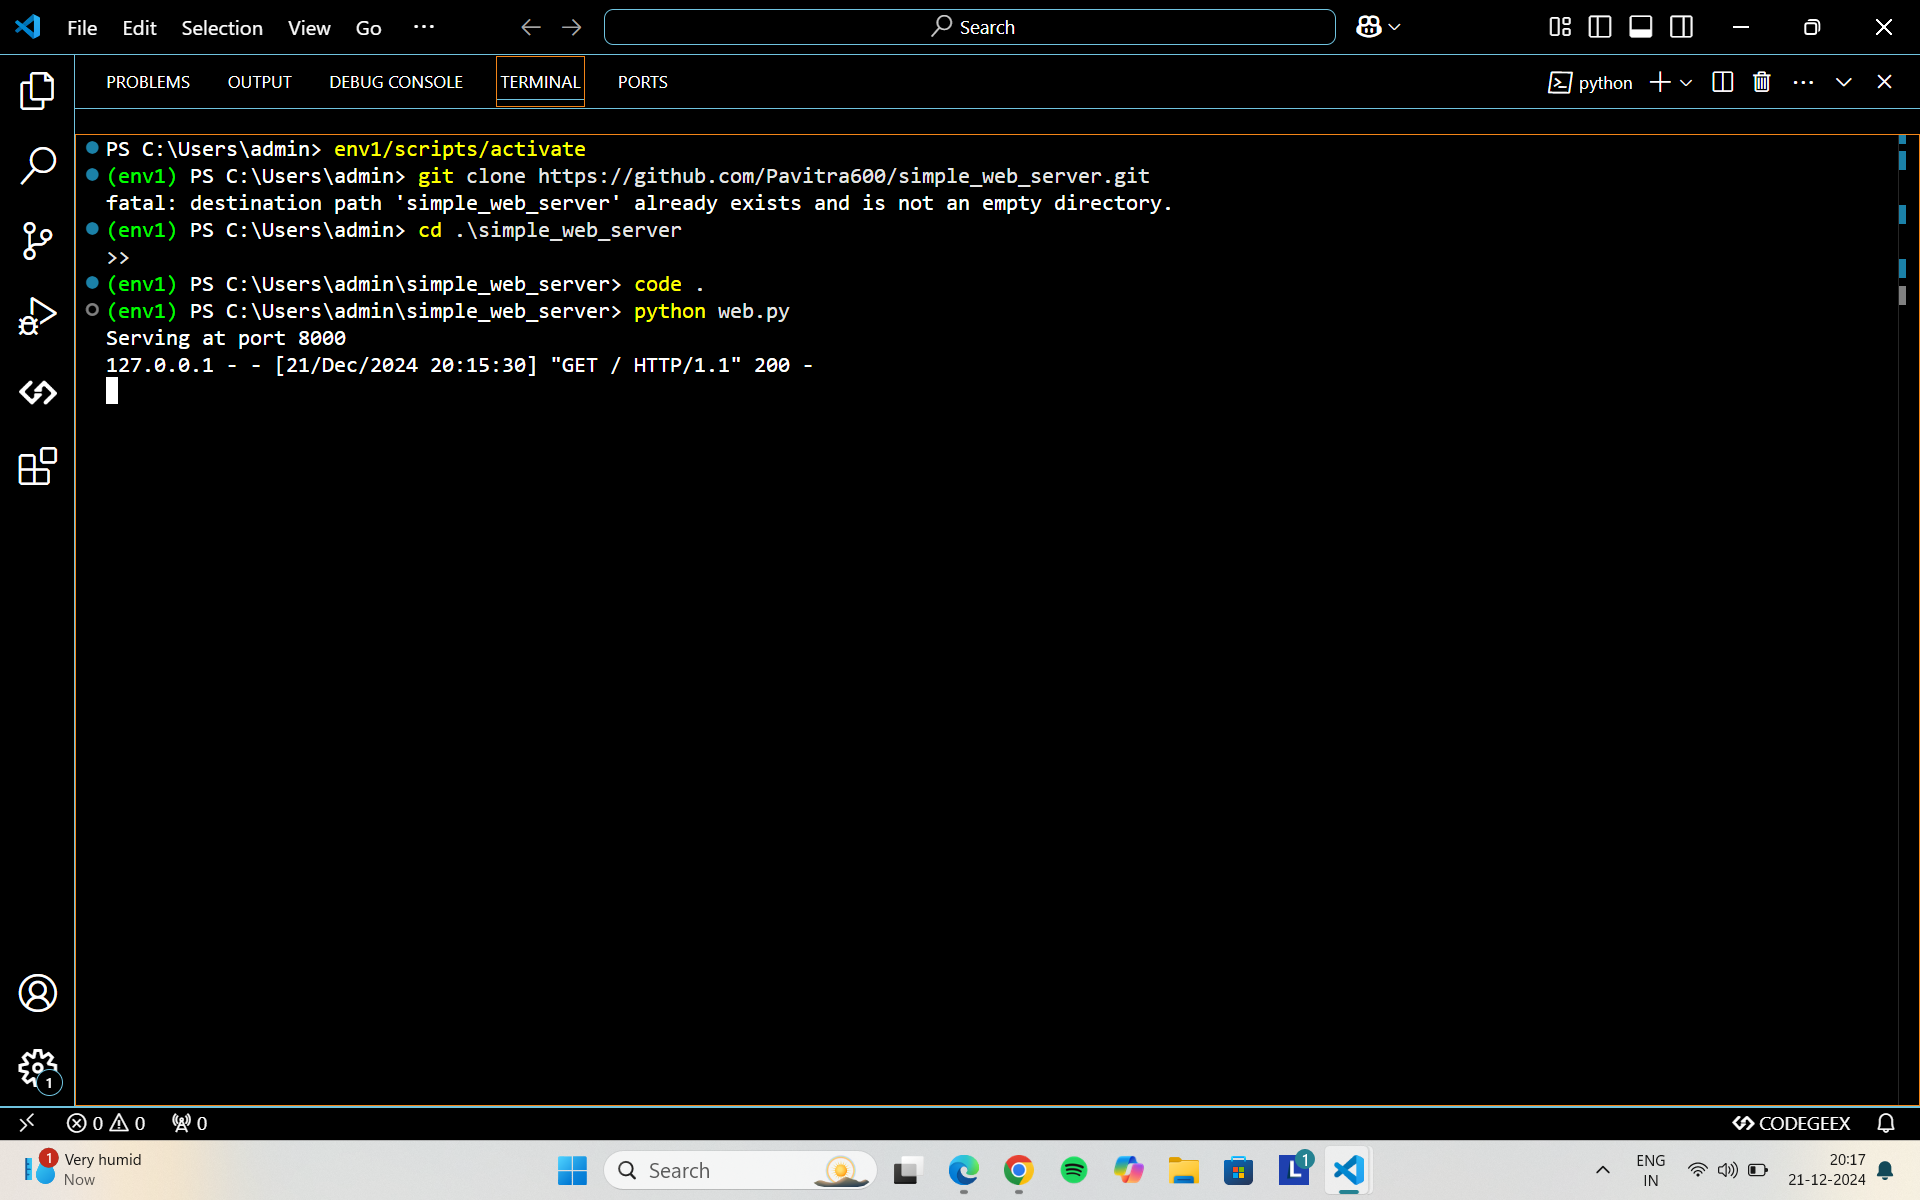 File Edit Selection View Go ···
Search
PROBLEMS OUTPUT DEBUG CONSOLE TERMINAL PORTS
python
PS C:\Users\admin> env1/scripts/activate
(env1) PS C:\Users\admin> git clone https://github.com/Pavitra600/simple_web_server.git
fatal: destination path 'simple_web_server' already exists and is not an empty directory.
(env1) PS C:\Users\admin> cd .\simple_web_server
>>
(env1) PS C:\Users\admin\simple_web_server> code .
(env1) PS C:\Users\admin\simple_web_server> python web.py
Serving at port 8000
127.0.0.1 - - [21/Dec/2024 20:15:30] "GET / HTTP/1.1" 200 -
1
0 0 0
CODEGEEX
1
Very humid
Now
Search
L
1
ENG
IN
20:17
21-12-2024